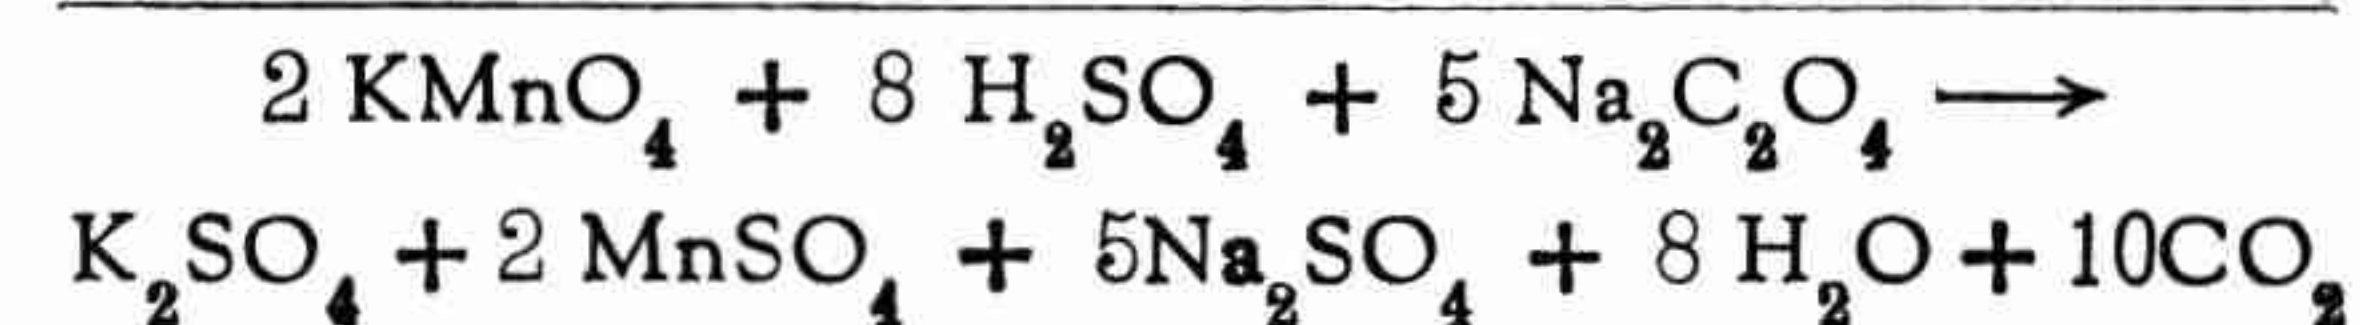 2 KMnO₄ + 8 H₂SO₄ + 5 Na₂C₂O₄ ⟶
K₂SO₄ + 2 MnSO₄ + 5Na₂SO₄ + 8 H₂O + 10CO₂